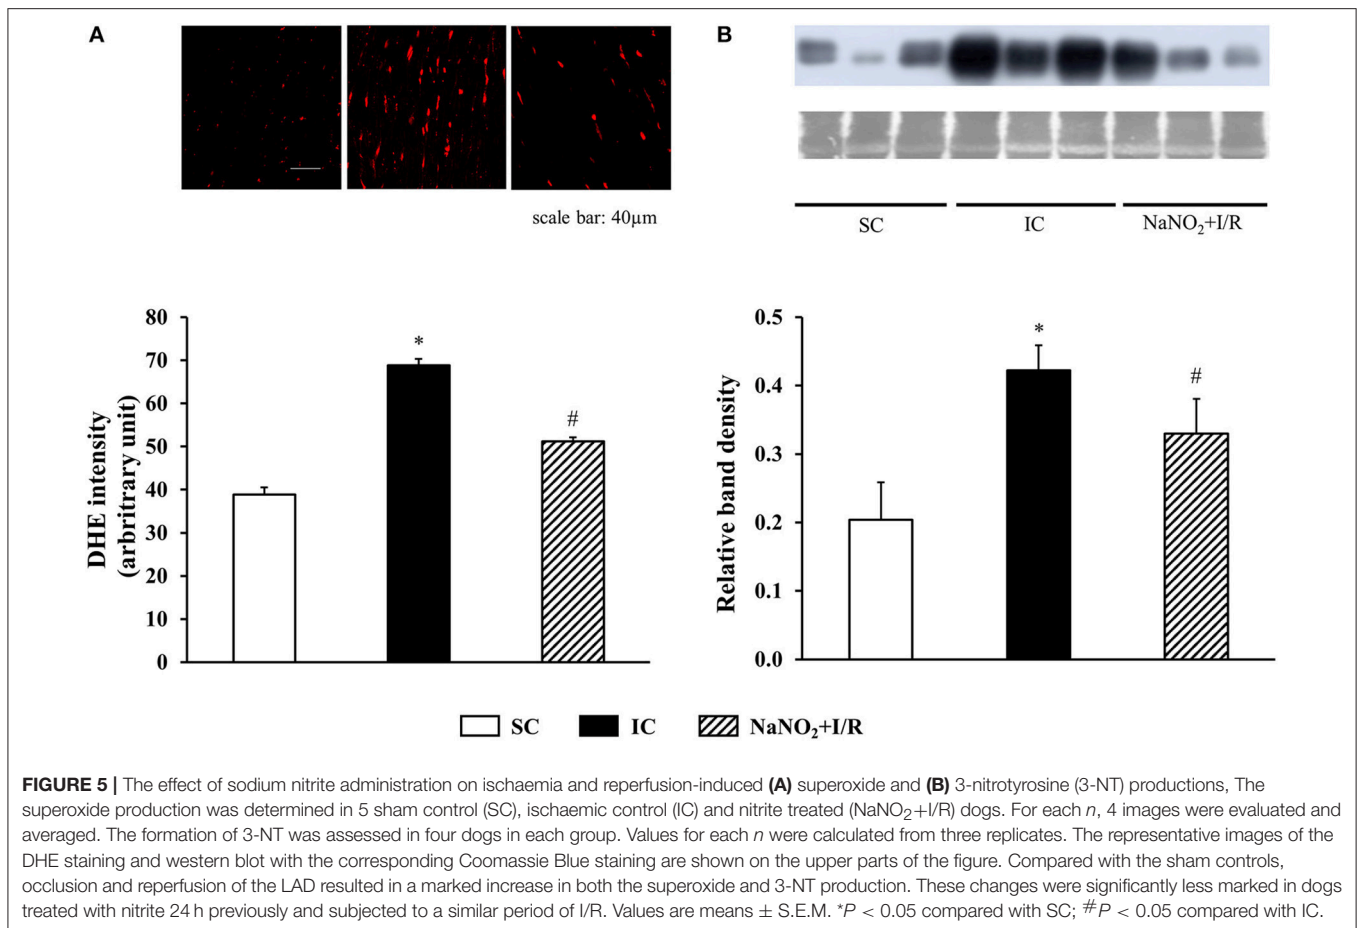 A
B
scale bar: 40µm
SC
IC
NaNO₂+I/R
80
70
60
50
40
30
20
10
0
DHE intensity
(arbritrary unit)
*
#
0.5
0.4
0.3
0.2
0.1
0.0
Relative band density
*
#
SC IC NaNO₂+I/R
FIGURE 5 | The effect of sodium nitrite administration on ischaemia and reperfusion-induced (A) superoxide and (B) 3-nitrotyrosine (3-NT) productions, The
superoxide production was determined in 5 sham control (SC), ischaemic control (IC) and nitrite treated (NaNO₂+I/R) dogs. For each n, 4 images were evaluated and
averaged. The formation of 3-NT was assessed in four dogs in each group. Values for each n were calculated from three replicates. The representative images of the
DHE staining and western blot with the corresponding Coomassie Blue staining are shown on the upper parts of the figure. Compared with the sham controls,
occlusion and reperfusion of the LAD resulted in a marked increase in both the superoxide and 3-NT production. These changes were significantly less marked in dogs
treated with nitrite 24 h previously and subjected to a similar period of I/R. Values are means ± S.E.M. *P < 0.05 compared with SC; #P < 0.05 compared with IC.